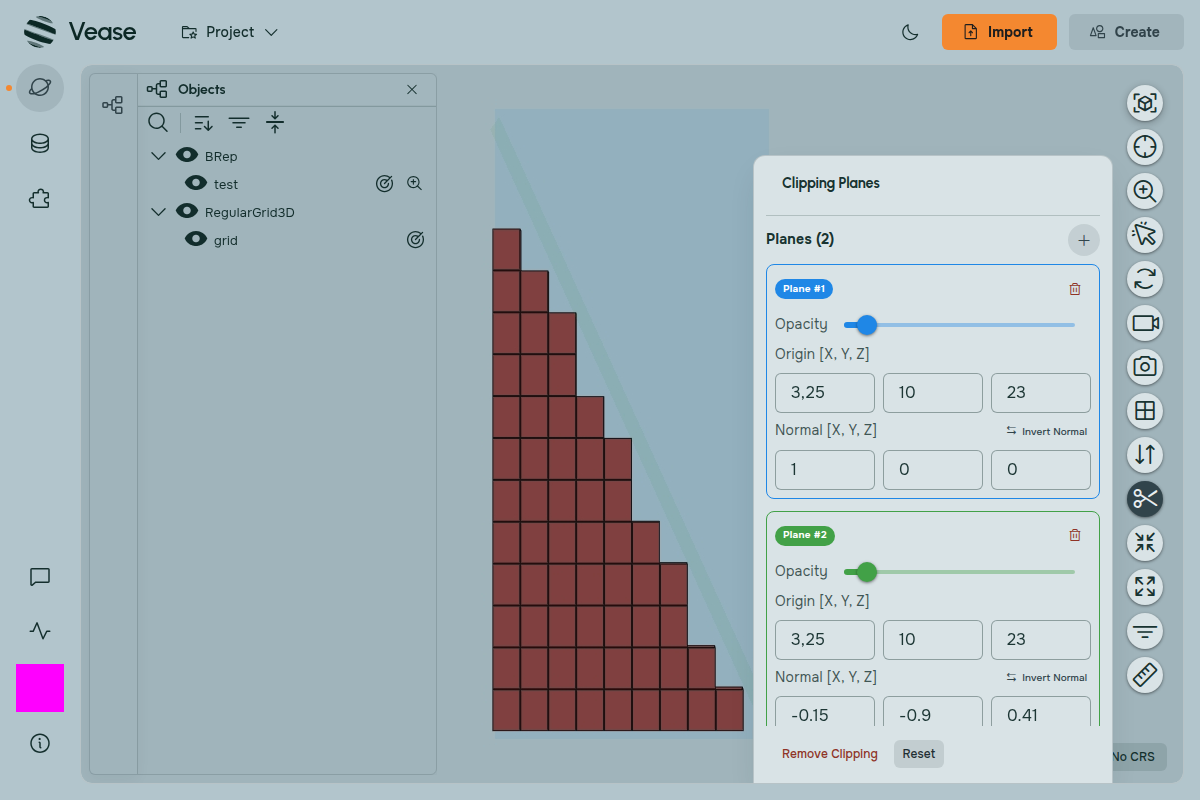 Vease
Project
Import
Create
Objects
BRep
test
RegularGrid3D
grid
Clipping Planes
Planes (2)
Plane #1
Opacity
Origin [X, Y, Z]
3,25 10 23
Normal [X, Y, Z] Invert Normal
1 0 0
Plane #2
Opacity
Origin [X, Y, Z]
3,25 10 23
Normal [X, Y, Z] Invert Normal
-0.15 -0.9 0.41
Remove Clipping Reset
No CRS